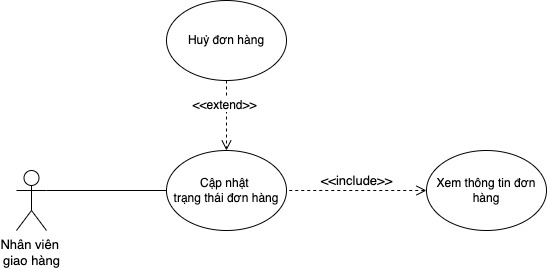 Huỷ đơn hàng
<<extend>>
Cập nhật
trạng thái đơn hàng
<<include>>
Xem thông tin đơn
hàng
Nhân viên
giao hàng